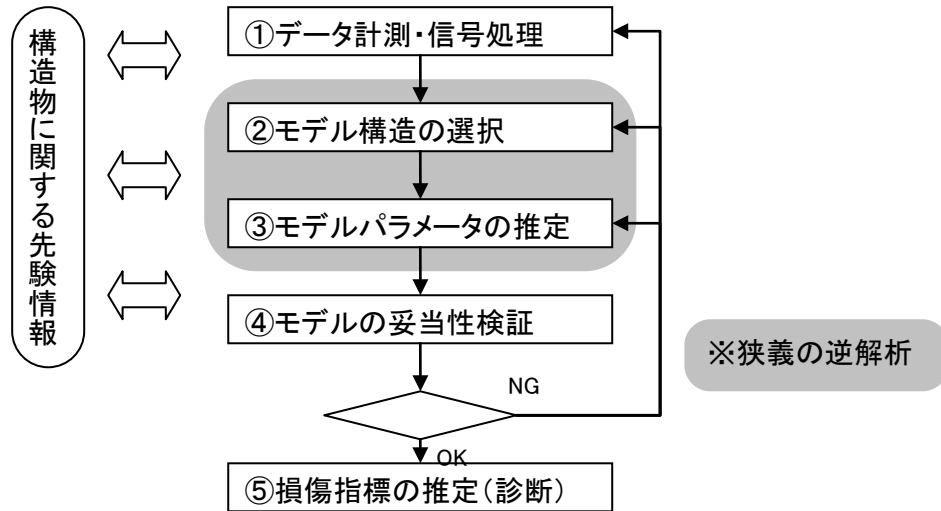 構造物に関する先験情報
①データ計測・信号処理
②モデル構造の選択
③モデルパラメータの推定
④モデルの妥当性検証
※狭義の逆解析
NG
OK
⑤損傷指標の推定(診断)